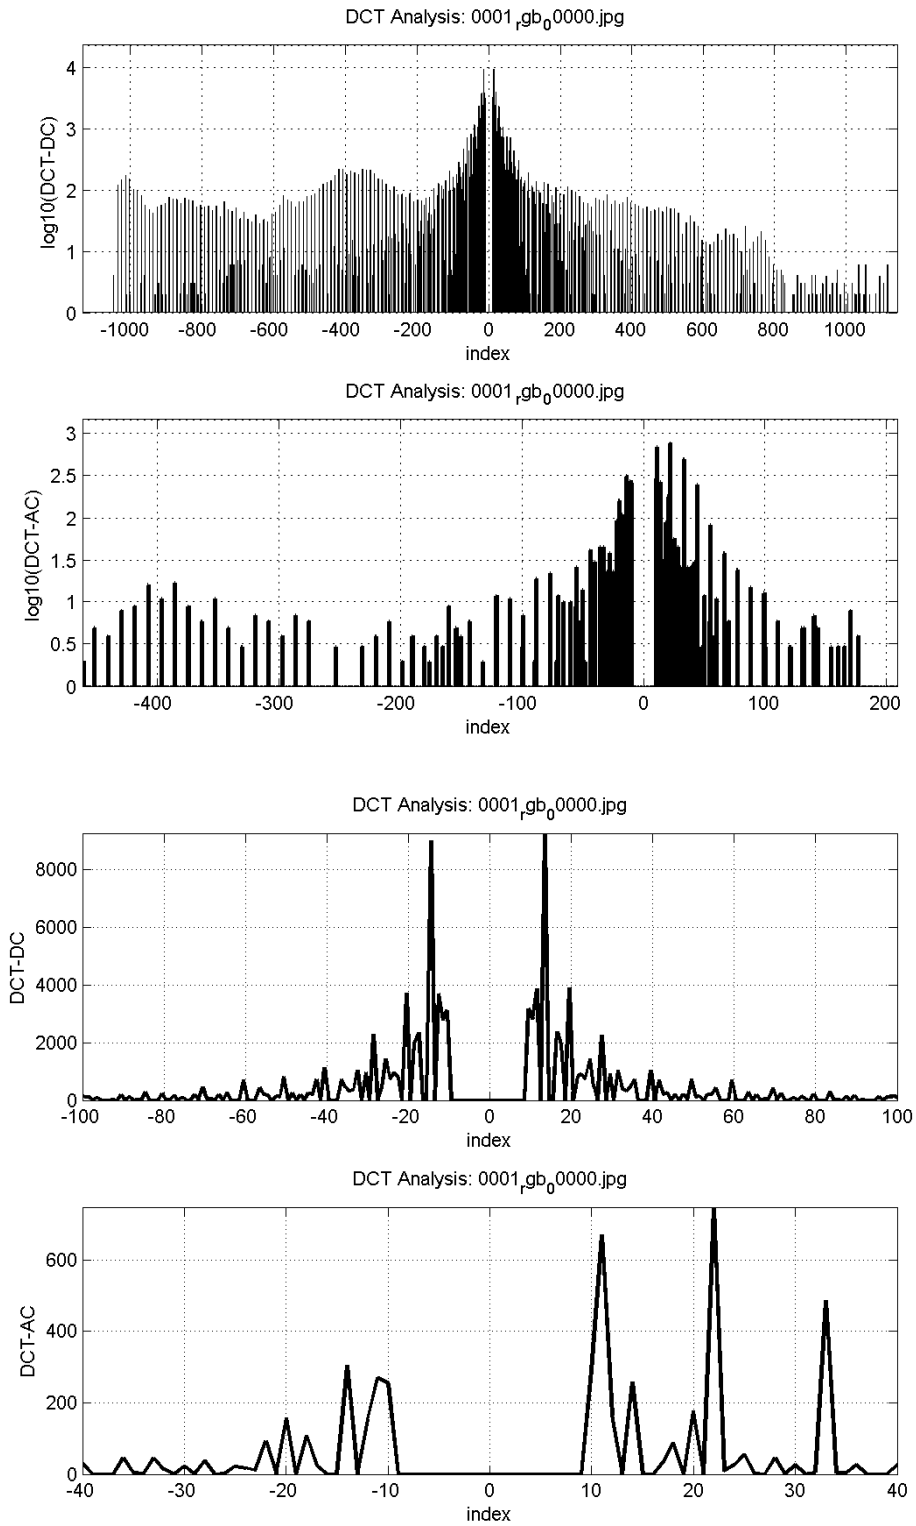 DCT Analysis: 0001rgb00000.jpg
log10(DCT-DC)
4
3
2
1
0
-1000 -800 -600 -400 -200 0 200 400 600 800 1000
index
DCT Analysis: 0001rgb00000.jpg
log10(DCT-AC)
3
2.5
2
1.5
1
0.5
0
-400 -300 -200 -100 0 100 200
index
DCT Analysis: 0001rgb00000.jpg
DCT-DC
8000
6000
4000
2000
0
-100 -80 -60 -40 -20 0 20 40 60 80 100
index
DCT Analysis: 0001rgb00000.jpg
DCT-AC
600
400
200
0
-40 -30 -20 -10 0 10 20 30 40
index